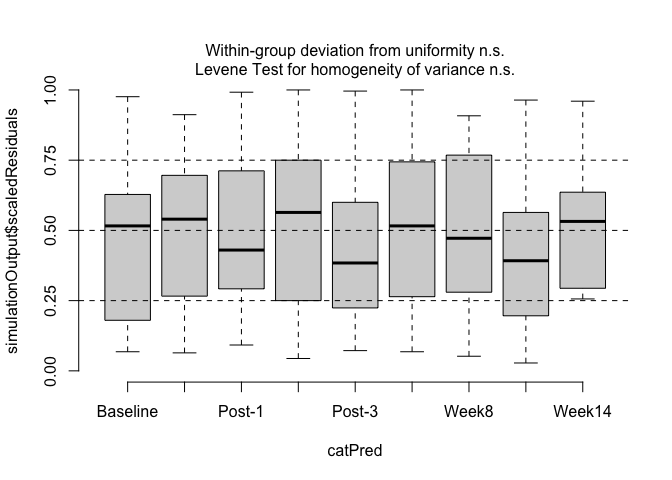 Within-group deviation from uniformity n.s.
Levene Test for homogeneity of variance n.s.
simulationOutput$scaledResiduals
1.00
0.75
0.50
0.25
0.00
Baseline Post-1 Post-3 Week8 Week14
catPred